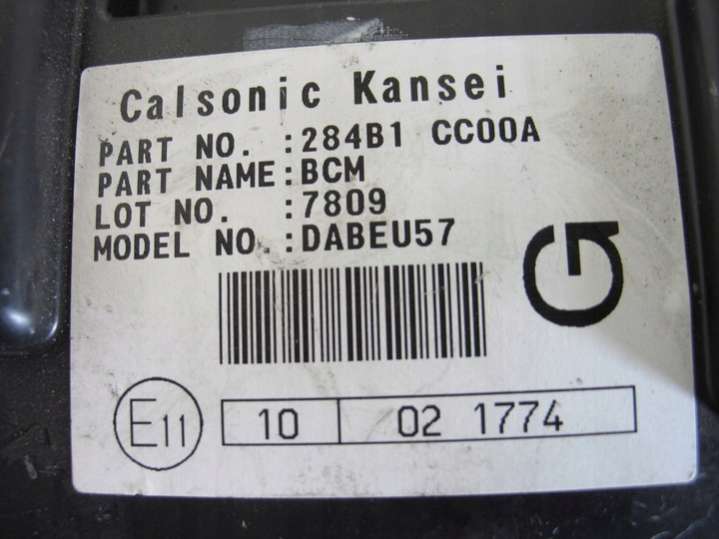 Calsonic Kansei
PART NO. :284B1 CC00A
PART NAME:BCM
LOT NO. :7809
MODEL NO.:DABEU57
G
E11 10 02 1774